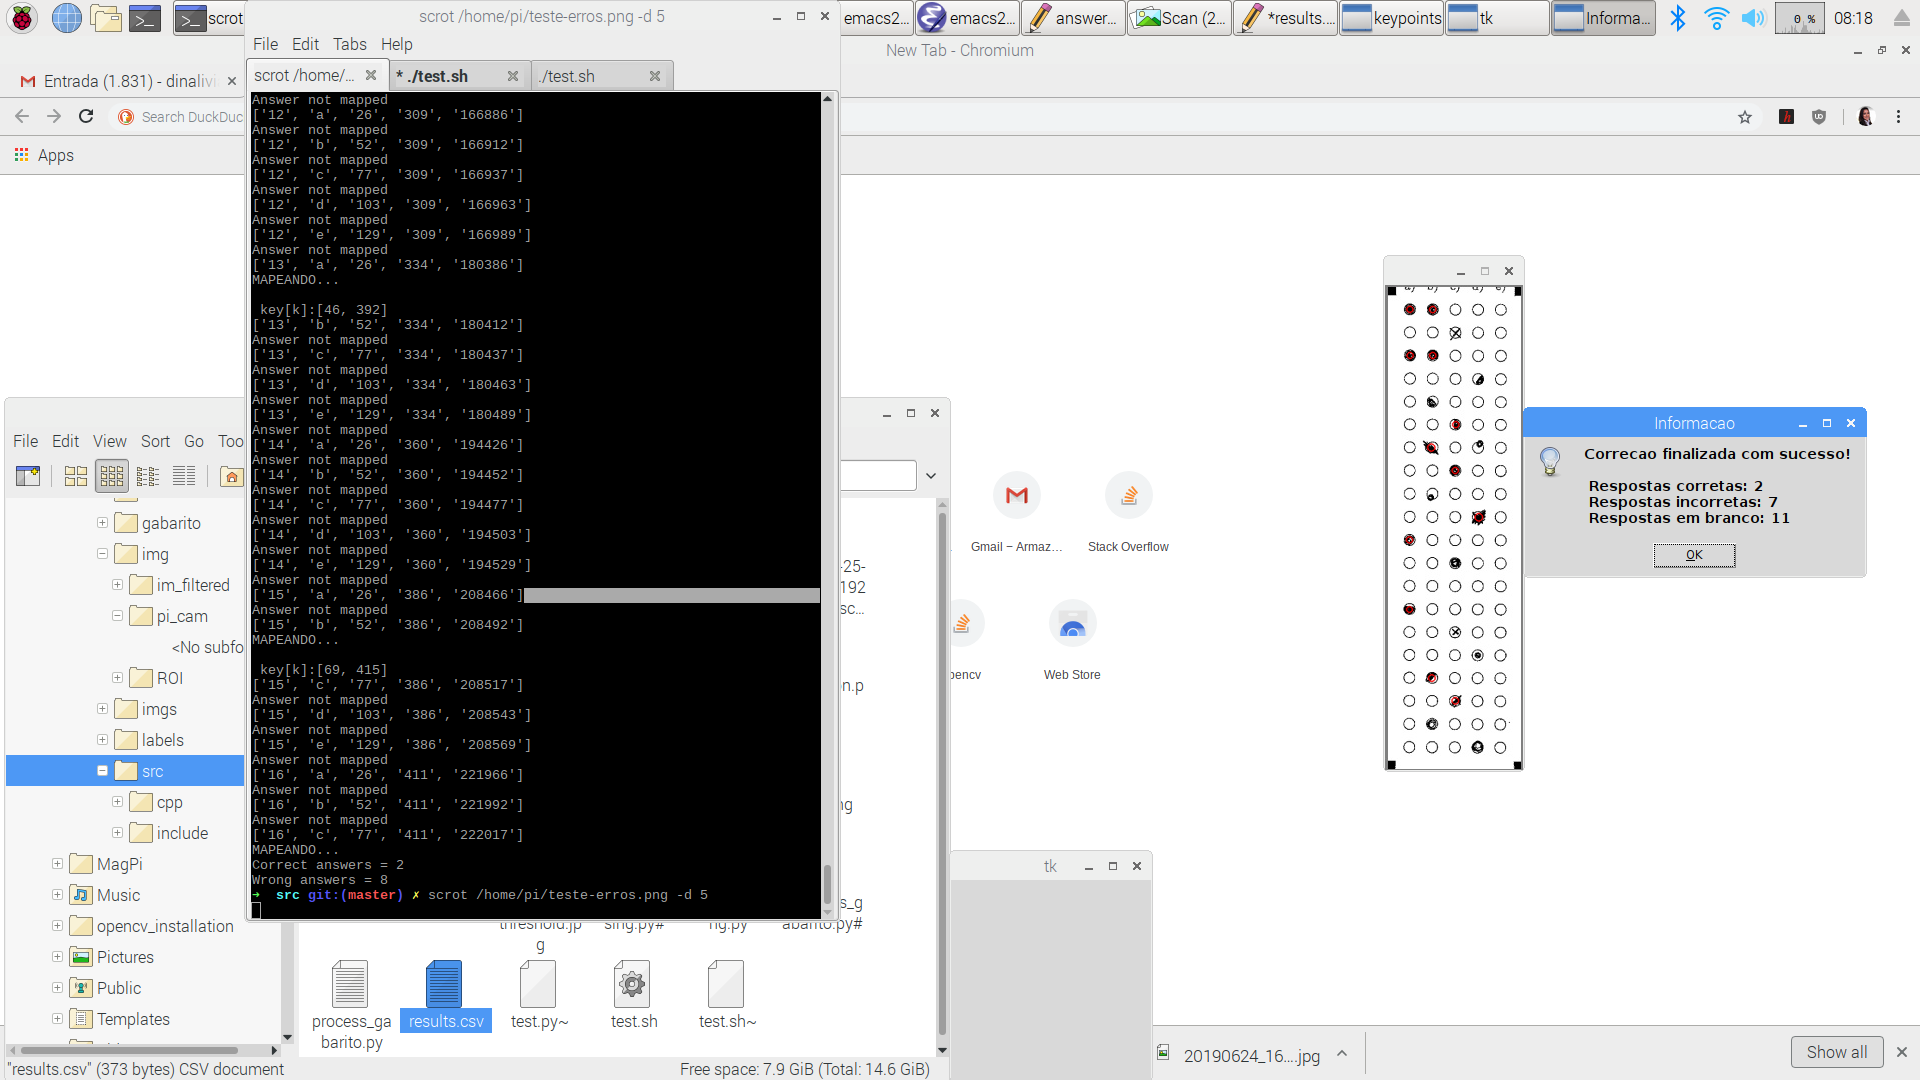 scrot
scrot /home/pi/teste-erros.png -d 5
emacs2...
emacs2...
answer...
Scan (2...
*results....
keypoints
tk
Informa...
0 %
08:18
File Edit Tabs Help
New Tab - Chromium
Entrada (1.831) - dinalivi
scrot /home/...
* ./test.sh
./test.sh
Search DuckDuc
Apps
Answer not mapped
['12', 'a', '26', '309', '166886']
Answer not mapped
['12', 'b', '52', '309', '166912']
Answer not mapped
['12', 'c', '77', '309', '166937']
Answer not mapped
['12', 'd', '103', '309', '166963']
Answer not mapped
['12', 'e', '129', '309', '166989']
Answer not mapped
['13', 'a', '26', '334', '180386']
MAPEANDO...
key[k]:[46, 392]
['13', 'b', '52', '334', '180412']
Answer not mapped
['13', 'c', '77', '334', '180437']
Answer not mapped
['13', 'd', '103', '334', '180463']
Answer not mapped
['13', 'e', '129', '334', '180489']
Answer not mapped
['14', 'a', '26', '360', '194426']
Answer not mapped
['14', 'b', '52', '360', '194452']
Answer not mapped
['14', 'c', '77', '360', '194477']
Answer not mapped
['14', 'd', '103', '360', '194503']
Answer not mapped
['14', 'e', '129', '360', '194529']
Answer not mapped
['15', 'a', '26', '386', '208466']
Answer not mapped
['15', 'b', '52', '386', '208492']
MAPEANDO...
key[k]:[69, 415]
['15', 'c', '77', '386', '208517']
Answer not mapped
['15', 'd', '103', '386', '208543']
Answer not mapped
['15', 'e', '129', '386', '208569']
Answer not mapped
['16', 'a', '26', '411', '221966']
Answer not mapped
['16', 'b', '52', '411', '221992']
Answer not mapped
['16', 'c', '77', '411', '222017']
MAPEANDO...
Correct answers = 2
Wrong answers = 8
➜ src git:(master) ✗ scrot /home/pi/teste-erros.png -d 5
File Edit View Sort Go Too
gabarito
img
im_filtered
pi_cam
<No subfo
ROI
imgs
labels
src
cpp
include
MagPi
Music
opencv_installation
Pictures
Public
Templates
-25-
192
sc...
n.p
ng
threshold.jp
g
sing.py#
ng.py
s_g
abarito.py#
process_ga
barito.py
results.csv
test.py~
test.sh
test.sh~
"results.csv" (373 bytes) CSV document
Free space: 7.9 GiB (Total: 14.6 GiB)
Gmail – Armaz...
Stack Overflow
pencv
Web Store
tk
Informacao
Correcao finalizada com sucesso!
Respostas corretas: 2
Respostas incorretas: 7
Respostas em branco: 11
OK
20190624_16....jpg
Show all